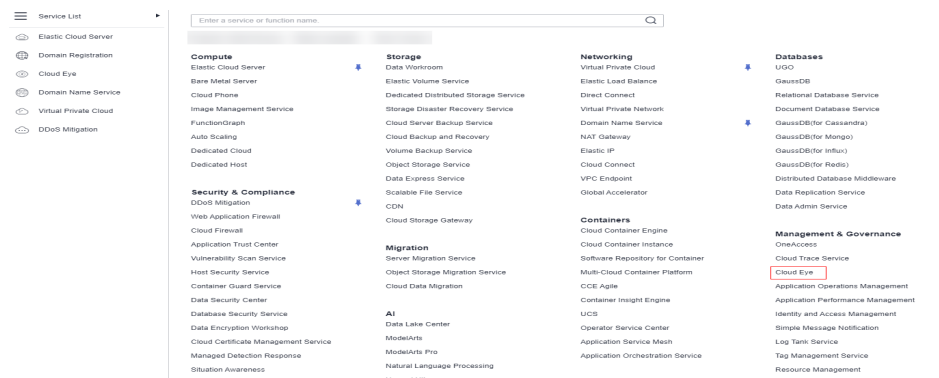 Service List
Elastic Cloud Server
Domain Registration
Cloud Eye
Domain Name Service
Virtual Private Cloud
DDoS Mitigation
Enter a service or function name.
Compute
Elastic Cloud Server
Bare Metal Server
Cloud Phone
Image Management Service
FunctionGraph
Auto Scaling
Dedicated Cloud
Dedicated Host
Security & Compliance
DDoS Mitigation
Web Application Firewall
Cloud Firewall
Application Trust Center
Vulnerability Scan Service
Host Security Service
Container Guard Service
Data Security Center
Database Security Service
Data Encryption Workshop
Cloud Certificate Management Service
Managed Detection Response
Situation Awareness
Storage
Data Workroom
Elastic Volume Service
Dedicated Distributed Storage Service
Storage Disaster Recovery Service
Cloud Server Backup Service
Cloud Backup and Recovery
Volume Backup Service
Object Storage Service
Data Express Service
Scalable File Service
CDN
Cloud Storage Gateway
Migration
Server Migration Service
Object Storage Migration Service
Cloud Data Migration
AI
Data Lake Center
ModelArts
ModelArts Pro
Natural Language Processing
Networking
Virtual Private Cloud
Elastic Load Balance
Direct Connect
Virtual Private Network
Domain Name Service
NAT Gateway
Elastic IP
Cloud Connect
VPC Endpoint
Global Accelerator
Containers
Cloud Container Engine
Cloud Container Instance
Software Repository for Container
Multi-Cloud Container Platform
CCE Agile
Container Insight Engine
UCS
Operator Service Center
Application Service Mesh
Application Orchestration Service
Databases
UGO
GaussDB
Relational Database Service
Document Database Service
GaussDB(for Cassandra)
GaussDB(for Mongo)
GaussDB(for Influx)
GaussDB(for Redis)
Distributed Database Middleware
Data Replication Service
Data Admin Service
Management & Governance
OneAccess
Cloud Trace Service
Cloud Eye
Application Operations Management
Application Performance Management
Identity and Access Management
Simple Message Notification
Log Tank Service
Tag Management Service
Resource Management